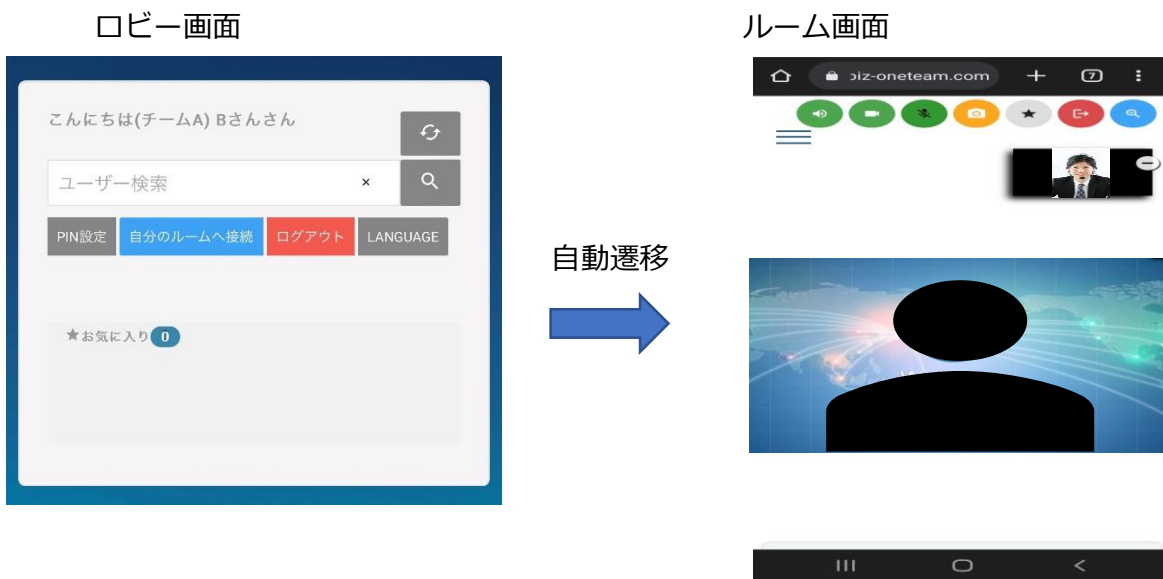 ロビー画面
ルーム画面
こんにちは(チームA) Bさんさん
ユーザー検索 ×
PIN設定 自分のルームへ接続 ログアウト LANGUAGE
★お気に入り 0
自動遷移
iz-oneteam.com
7